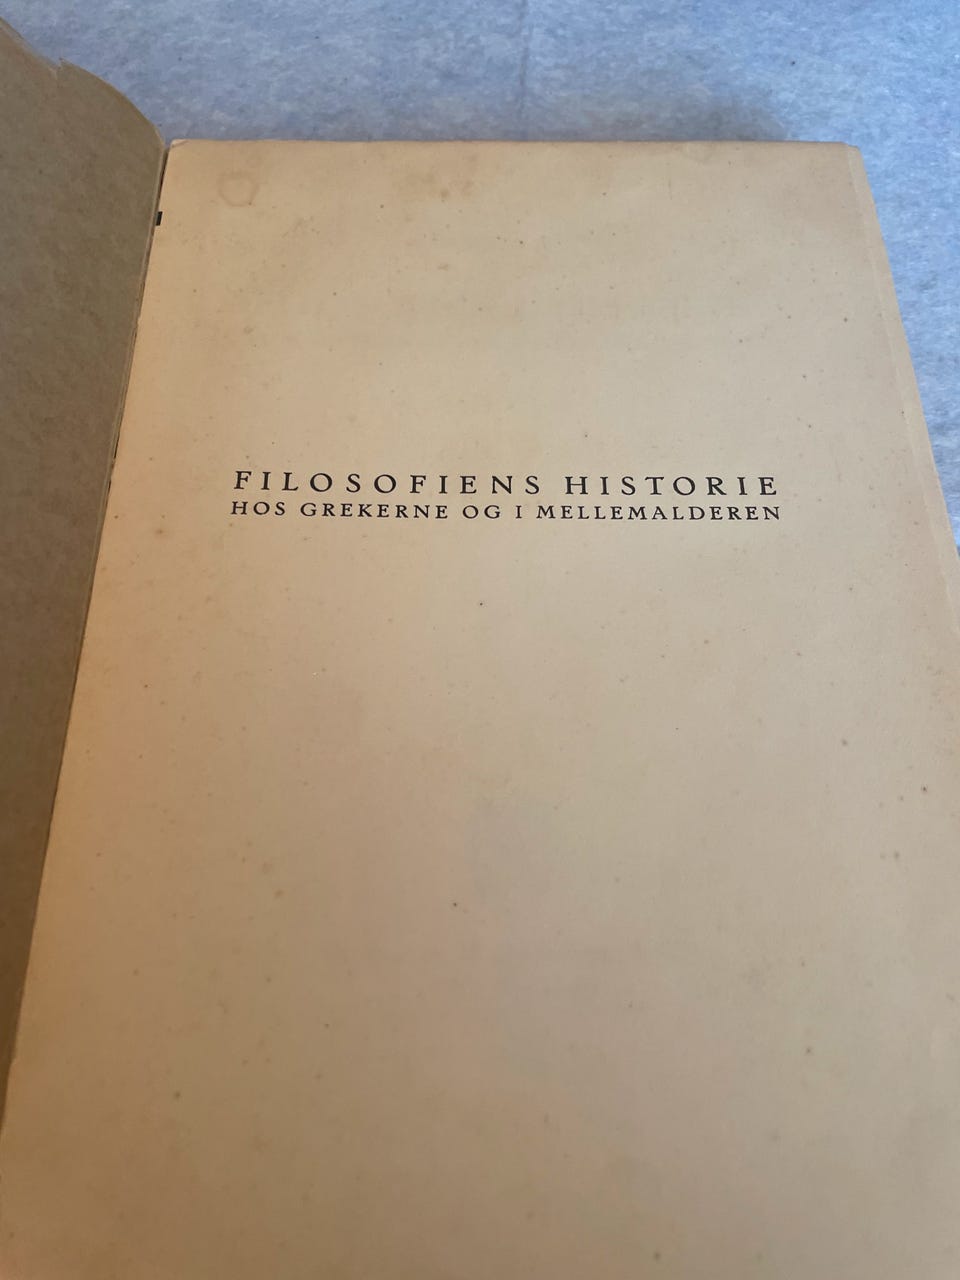 FILOSOFIENS HISTORIE
HOS GREKERNE OG I MELLEMALDEREN